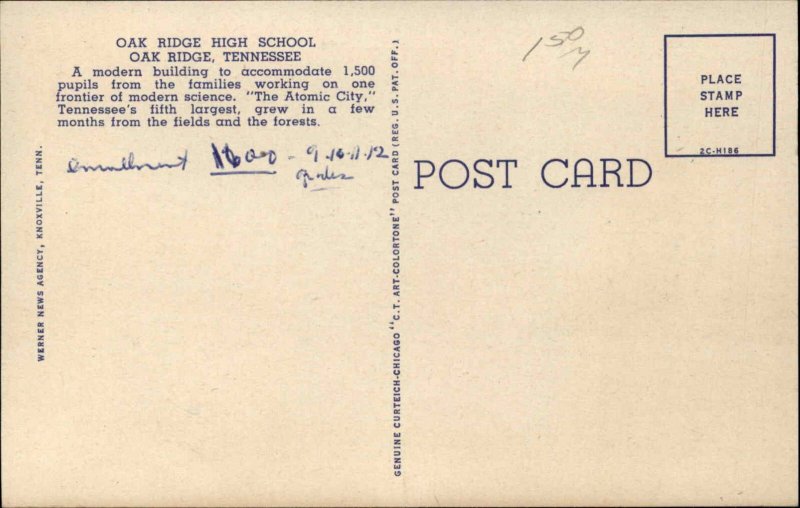 OAK RIDGE HIGH SCHOOL
OAK RIDGE, TENNESSEE
A modern building to accommodate 1,500
pupils from the families working on one
frontier of modern science. "The Atomic City,"
Tennessee's fifth largest, grew in a few
months from the fields and the forests.
enrollment 1600 - 9-10-11-12
grades
WERNER NEWS AGENCY, KNOXVILLE, TENN.
GENUINE CURTEICH-CHICAGO "C.T. ART-COLORTONE" POST CARD (REG. U.S. PAT. OFF.)
150
POST CARD
PLACE
STAMP
HERE
2C-H186